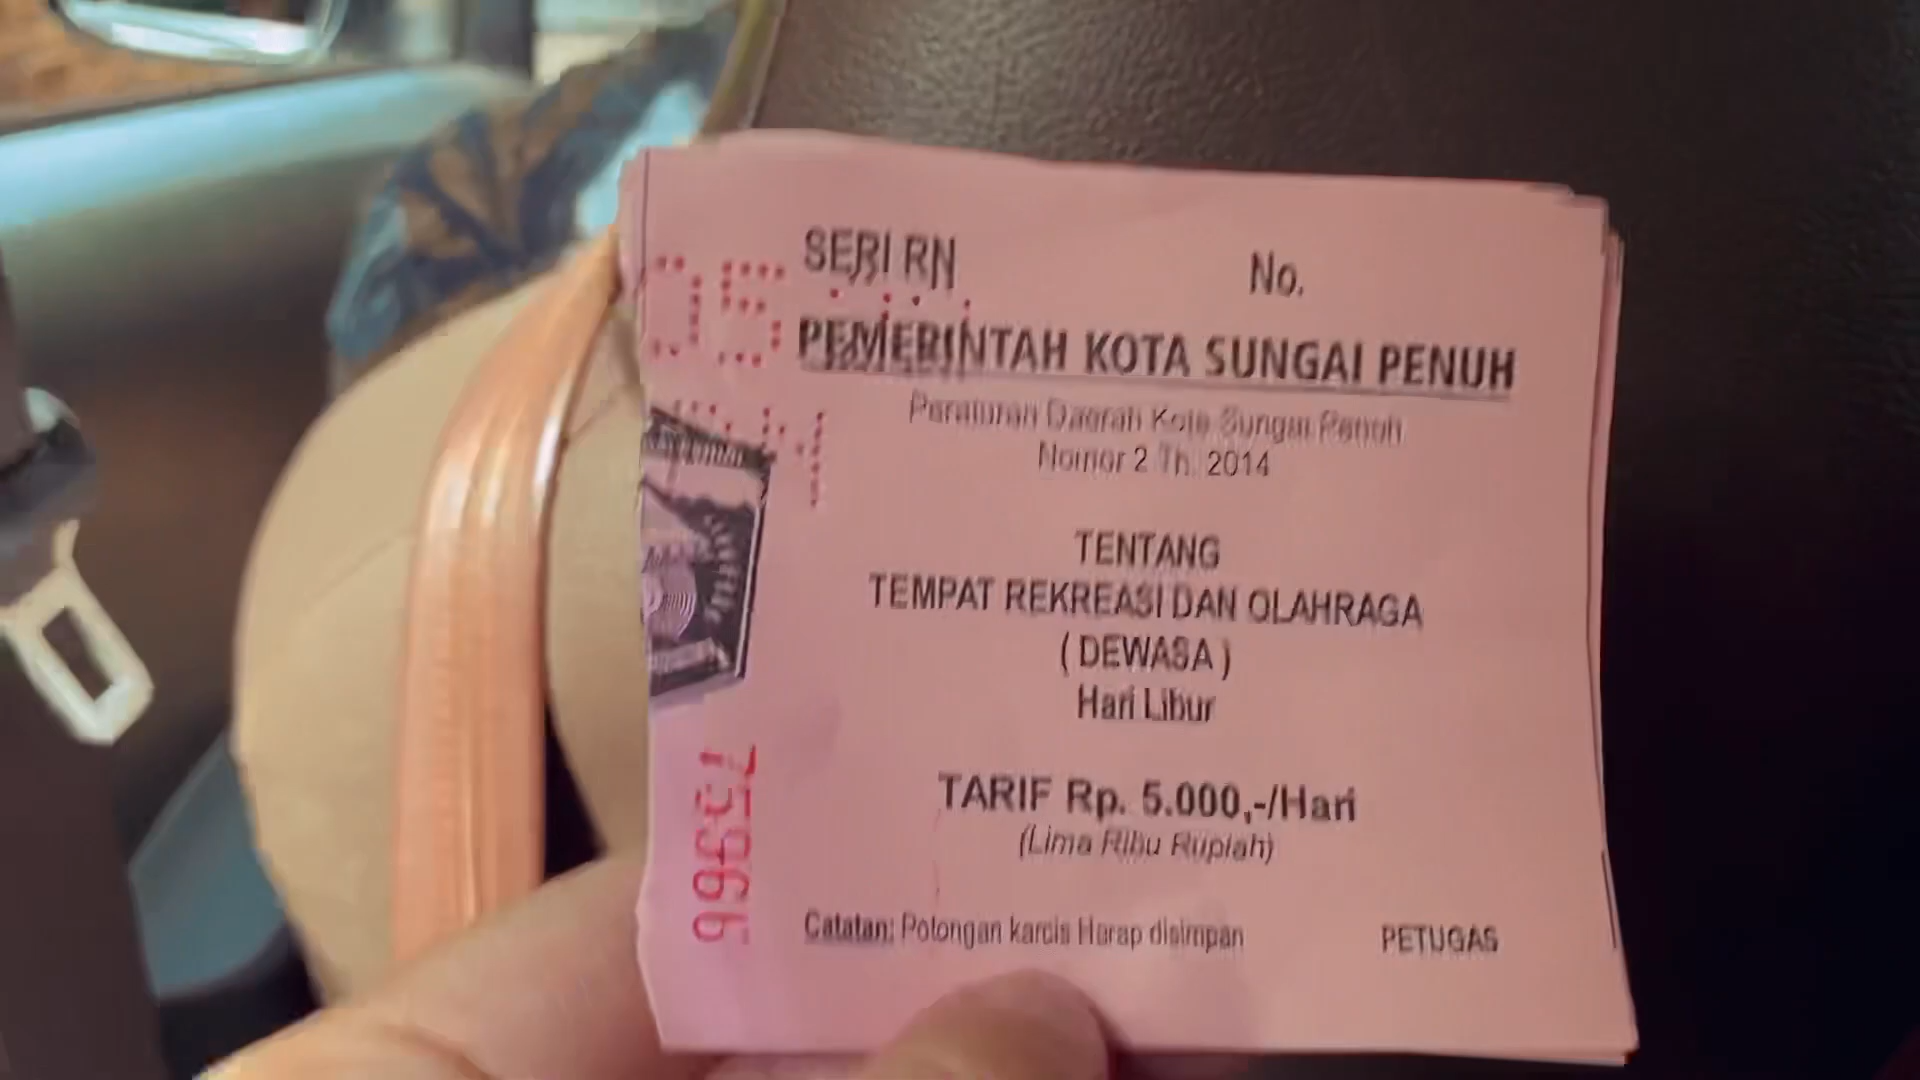 SERI RN No.
PEMERINTAH KOTA SUNGAI PENUH
Peraturan Daerah Kota Sungai Penuh
Nomor 2 Th. 2014
TENTANG
TEMPAT REKREASI DAN OLAHRAGA
( DEWASA )
Hari Libur
TARIF Rp. 5.000,-/Hari
(Lima Ribu Rupiah)
Catatan: Potongan karcis Harap disimpan PETUGAS